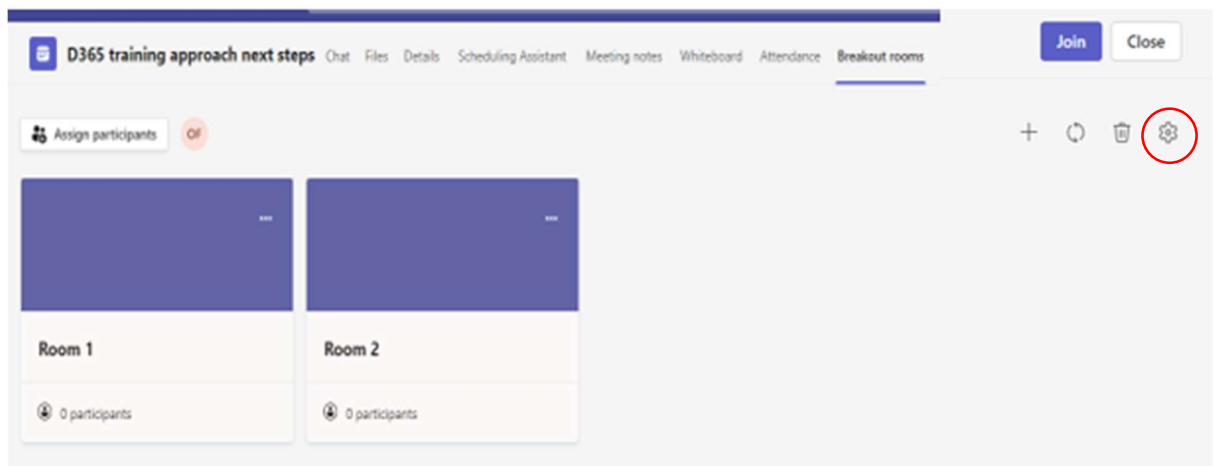 D365 training approach next steps Chat Files Details Scheduling Assistant Meeting notes Whiteboard Attendance Breakout rooms Join Close
Assign participants OF
Room 1 Room 2
0 participants 0 participants